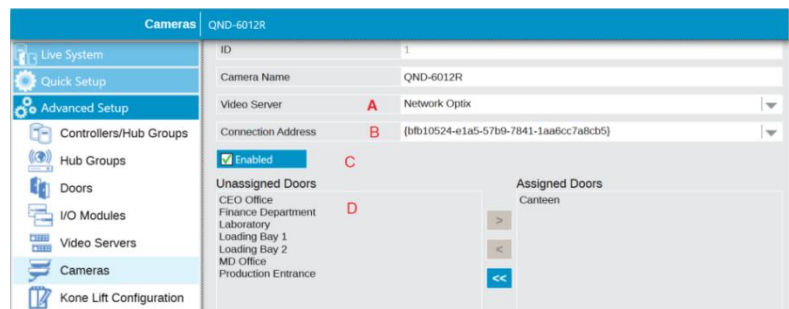 Cameras QND-6012R
Live System
Quick Setup
Advanced Setup
Controllers/Hub Groups
Hub Groups
Doors
I/O Modules
Video Servers
Cameras
Kone Lift Configuration
ID 1
Camera Name QND-6012R
Video Server A Network Optix
Connection Address B {bfb10524-e1a5-57b9-7841-1aa6cc7a8cb5}
Enabled C
Unassigned Doors
CEO Office
Finance Department D
Laboratory
Loading Bay 1
Loading Bay 2
MD Office
Production Entrance
>
<
<<
Assigned Doors
Canteen